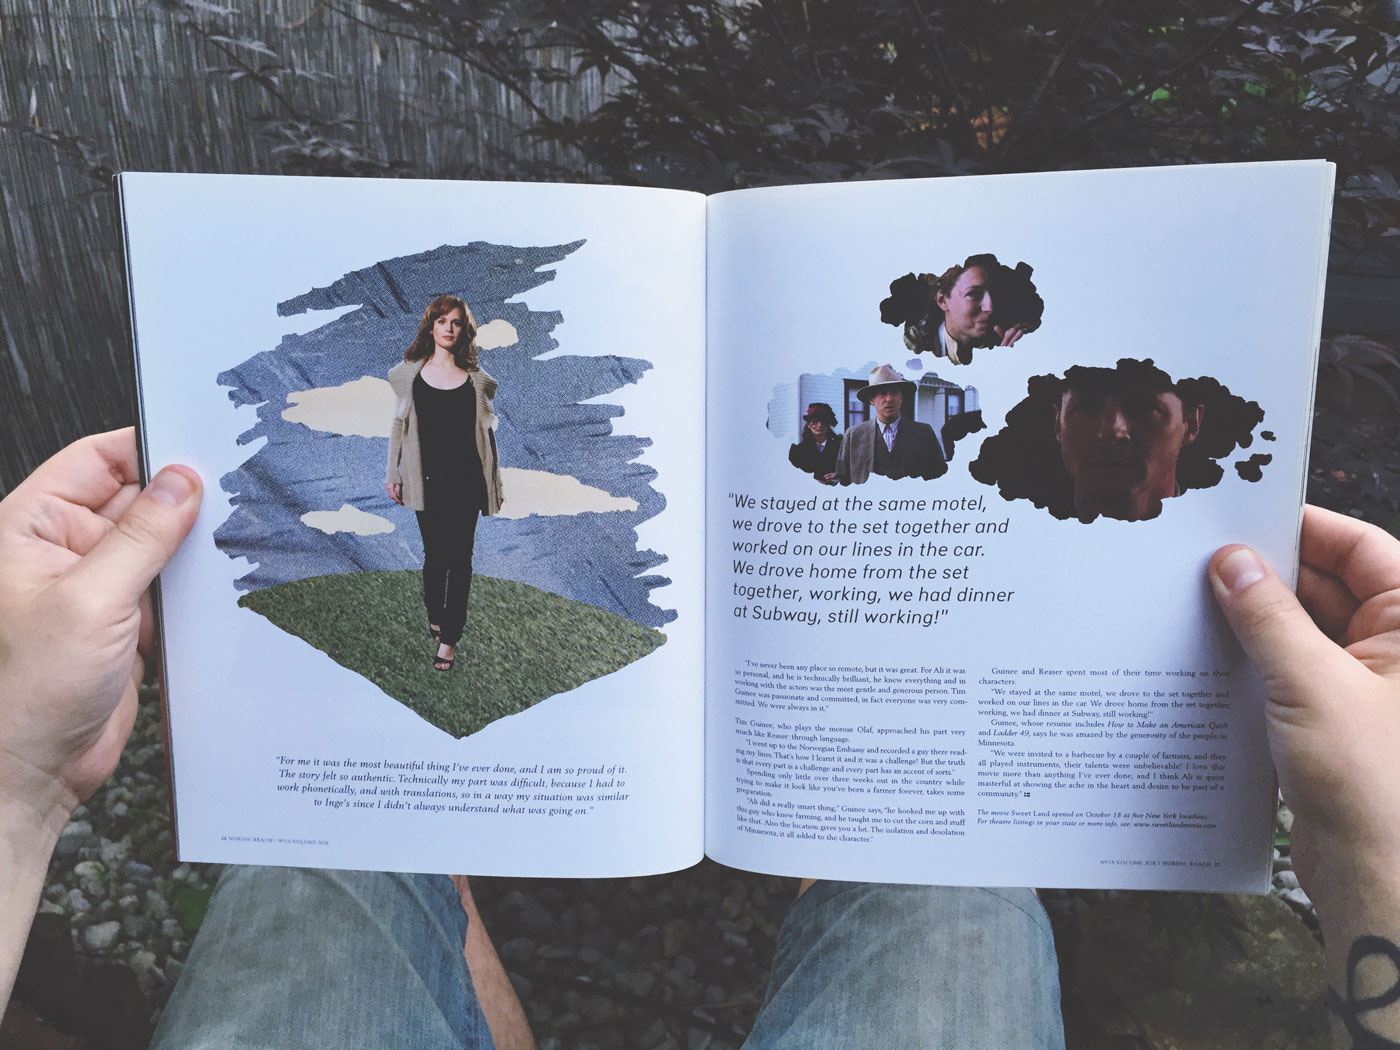 "For me it was the most beautiful thing I've ever done, and I am so proud of it.
The story felt so authentic. Technically my part was difficult, because I had to
work phonetically, and with translations, so in a way my situation was similar
to Inge's since I didn't always understand what was going on."
NORDIC REACH | Nº18 VOLUME XIX
"We stayed at the same motel,
we drove to the set together and
worked on our lines in the car.
We drove home from the set
together, working, we had dinner
at Subway, still working!"
"I've never been any place so remote, but it was great. For Ali it was
so personal, and he is technically brilliant, he knew everything and in
working with the actors was the most gentle and generous person. Tim
Guinee was passionate and committed, in fact everyone was very com-
mitted. We were always in it."
Tim Guinee, who plays the morose Olaf, approached his part very
much like Reaser: through language.
"I went up to the Norwegian Embassy and recorded a guy there read-
ing my lines. That's how I learnt it and it was a challenge! But the truth
is that every part is a challenge and every part has an accent of sorts."
Spending only little over three weeks out in the country while
trying to make it look like you've been a farmer forever, takes some
preparation.
"Ali did a really smart thing," Guinee says, "he hooked me up with
this guy who knew farming, and he taught me to cut the corn and stuff
like that. Also the location gives you a lot. The isolation and desolation
of Minnesota, it all added to the character."
Guinee and Reaser spent most of their time working on their
characters.
"We stayed at the same motel, we drove to the set together and
worked on our lines in the car. We drove home from the set together,
working, we had dinner at Subway, still working!"
Guinee, whose resume includes How to Make an American Quilt
and Ladder 49, says he was amazed by the generosity of the people in
Minnesota.
"We were invited to a barbecue by a couple of farmers, and they
all played instruments, their talents were unbelievable! I love this
movie more than anything I've ever done, and I think Ali is quite
masterful at showing the ache in the heart and desire to be part of a
community."
The movie Sweet Land opened on October 18 at five New York locations.
For theatre listings in your state or more info, see: www.sweetlandmovie.com.
Nº18 VOLUME XIX | NORDIC REACH